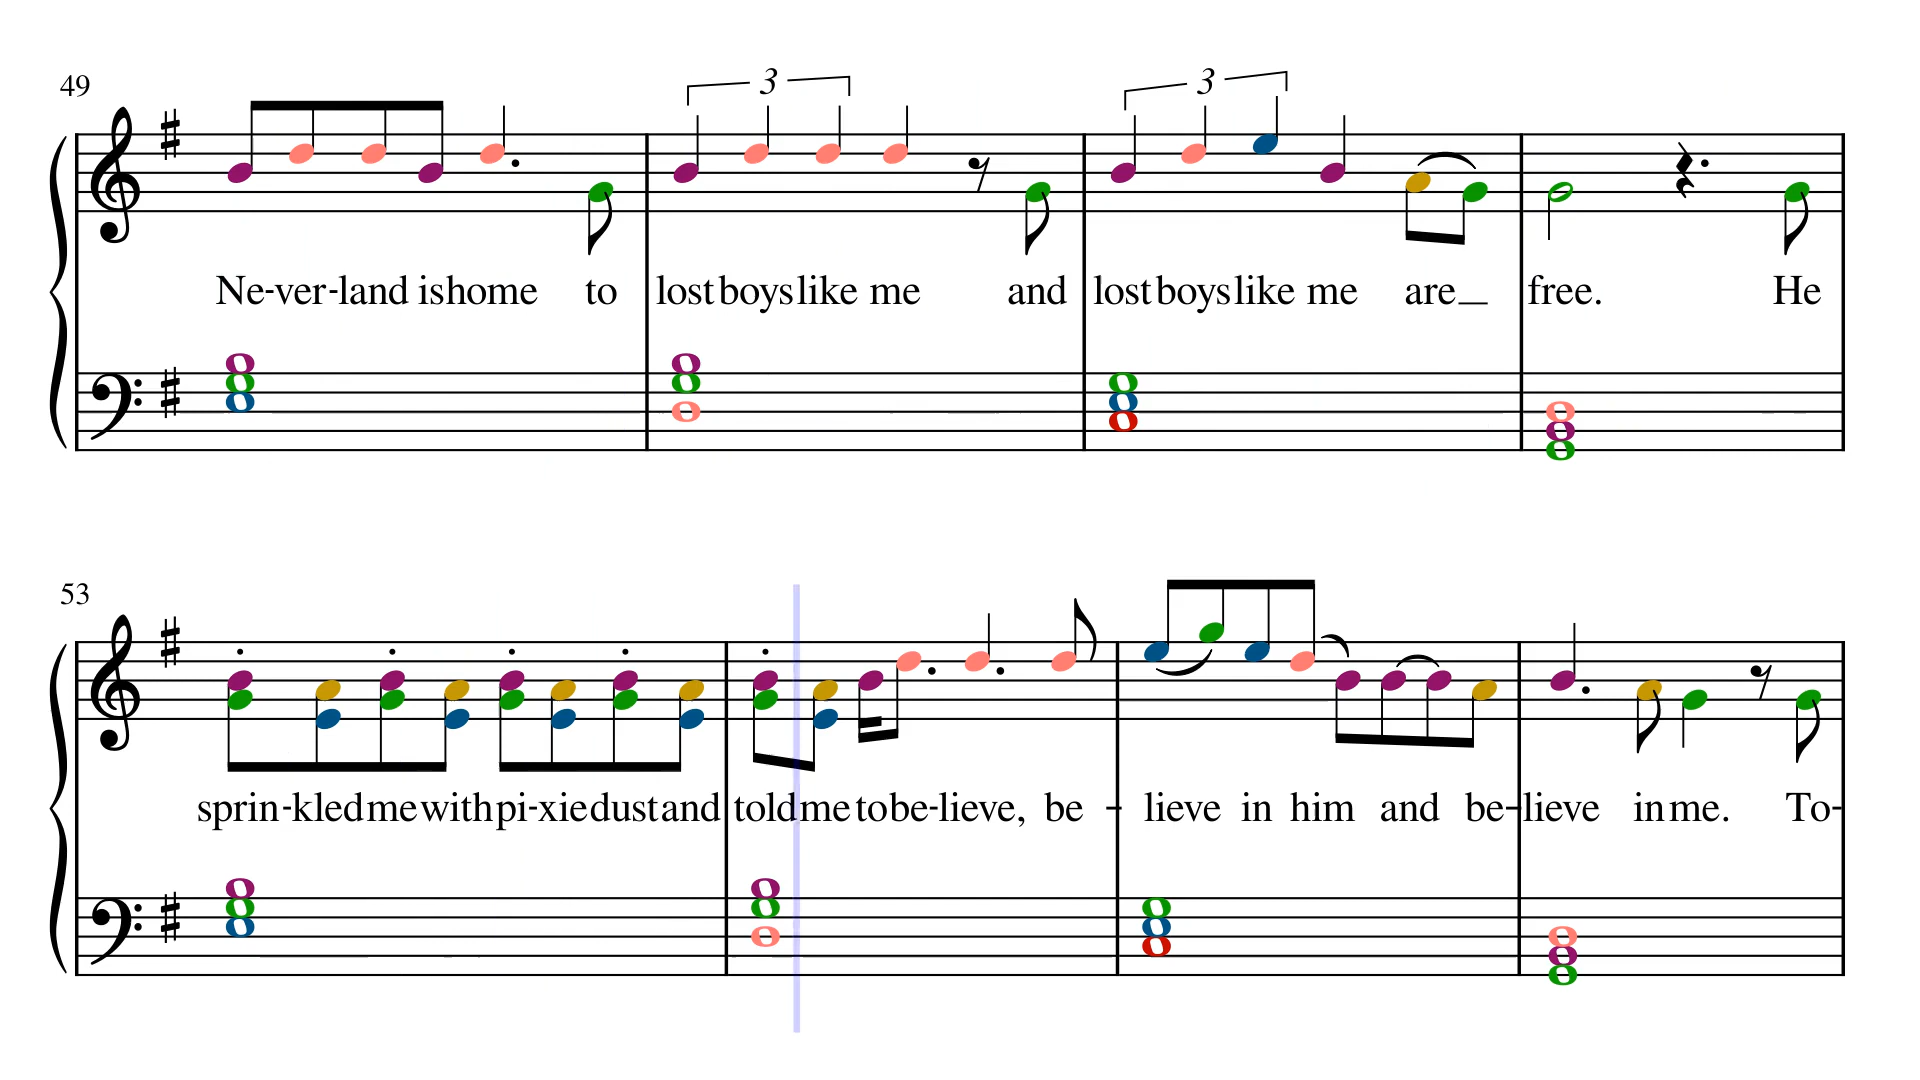 49
3 3
Ne-ver-land is home to lost boys like me and lost boys like me are_ free. He
53
sprin-kled me with pi-xie dust and told me to be-lieve, be - lieve in him and be-lieve in me. To-